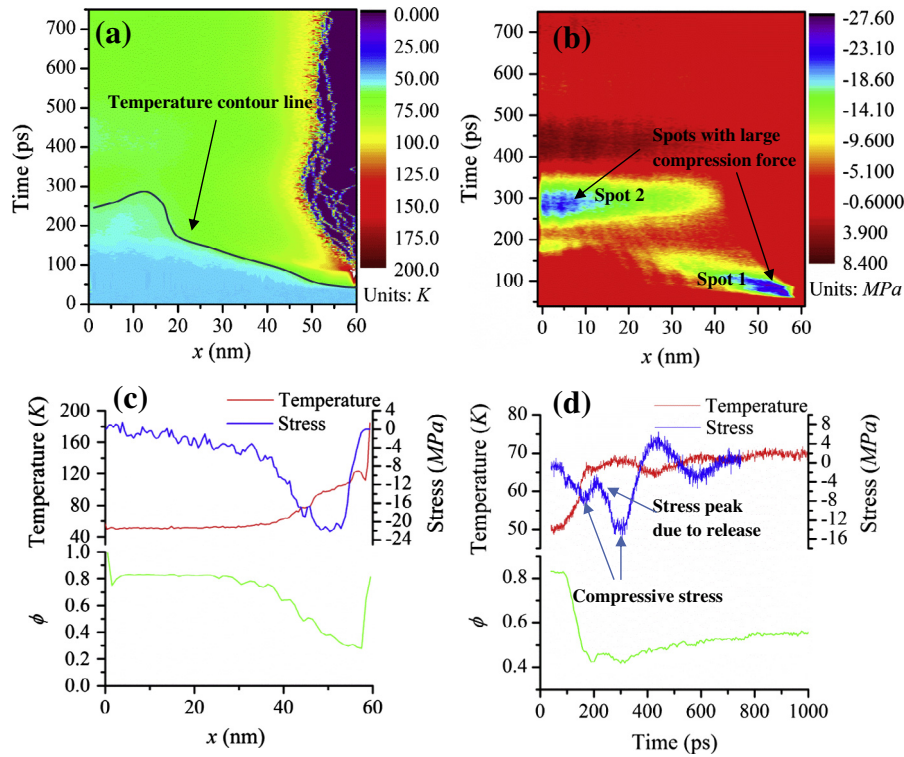 (a)
Temperature contour line
Time (ps)
750
700
600
500
400
300
200
100
0
0 10 20 30 40 50 60
x (nm)
0.000
25.00
50.00
75.00
100.0
125.0
150.0
175.0
200.0
Units: K
(b)
Spots with large
compression force
Spot 2
Spot 1
Time (ps)
700
600
500
400
300
200
100
0 10 20 30 40 50 60
x (nm)
-27.60
-23.10
-18.60
-14.10
-9.600
-5.100
-0.6000
3.900
8.400
Units: MPa
(c)
Temperature
Stress
Temperature (K)
200
160
120
80
40
Stress (MPa)
4
0
-4
-8
-12
-16
-20
-24
ϕ
1.0
0.8
0.6
0.4
0.2
0.0
0 20 40 60
x (nm)
(d)
Temperature
Stress
Temperature (K)
80
70
60
50
Stress (MPa)
8
4
0
-4
-8
-12
-16
Stress peak
due to release
Compressive stress
ϕ
0.8
0.6
0.4
0 200 400 600 800 1000
Time (ps)